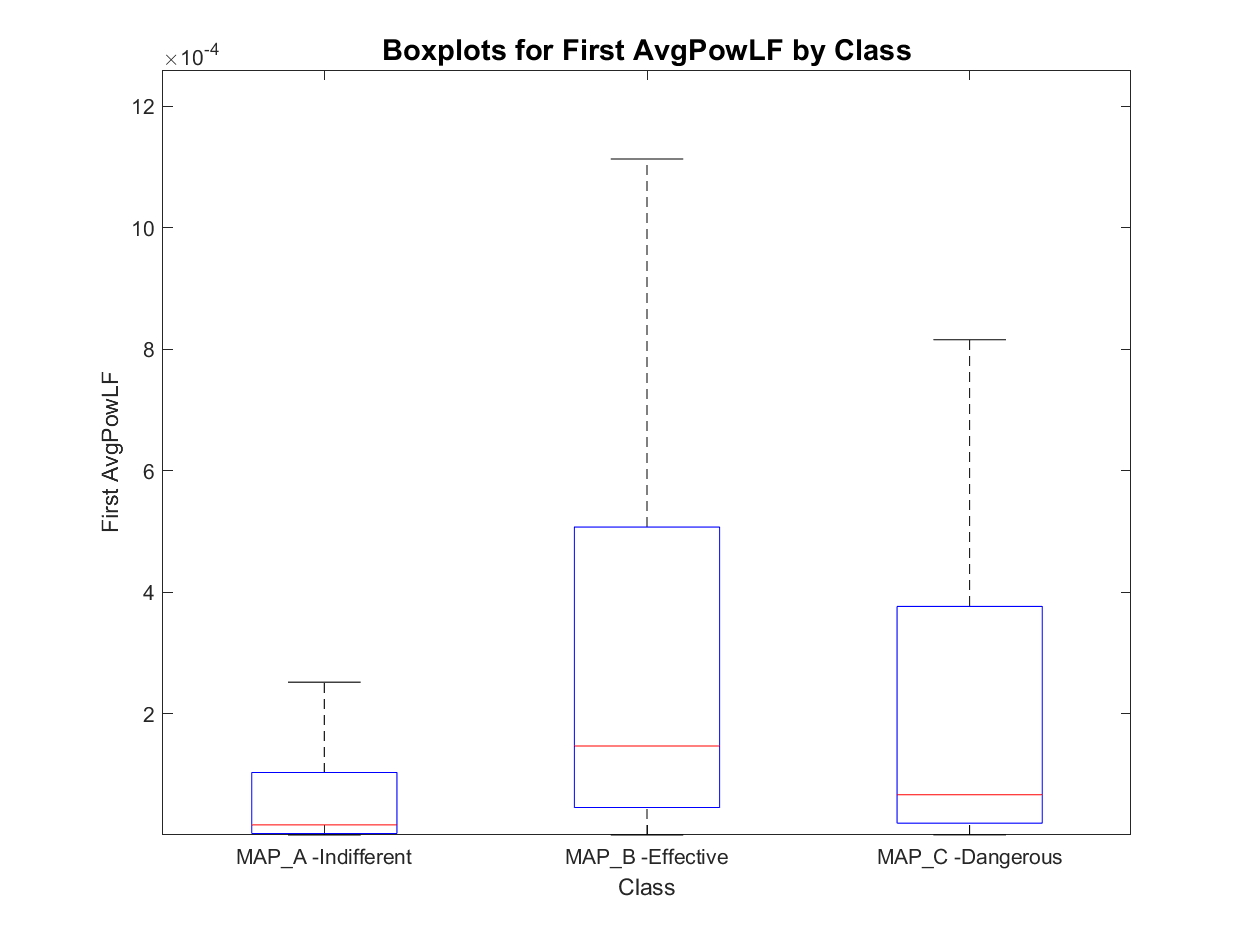 ×10-4
Boxplots for First AvgPowLF by Class
12
10
8
6
4
2
First AvgPowLF
MAP_A -Indifferent MAP_B -Effective MAP_C -Dangerous
Class